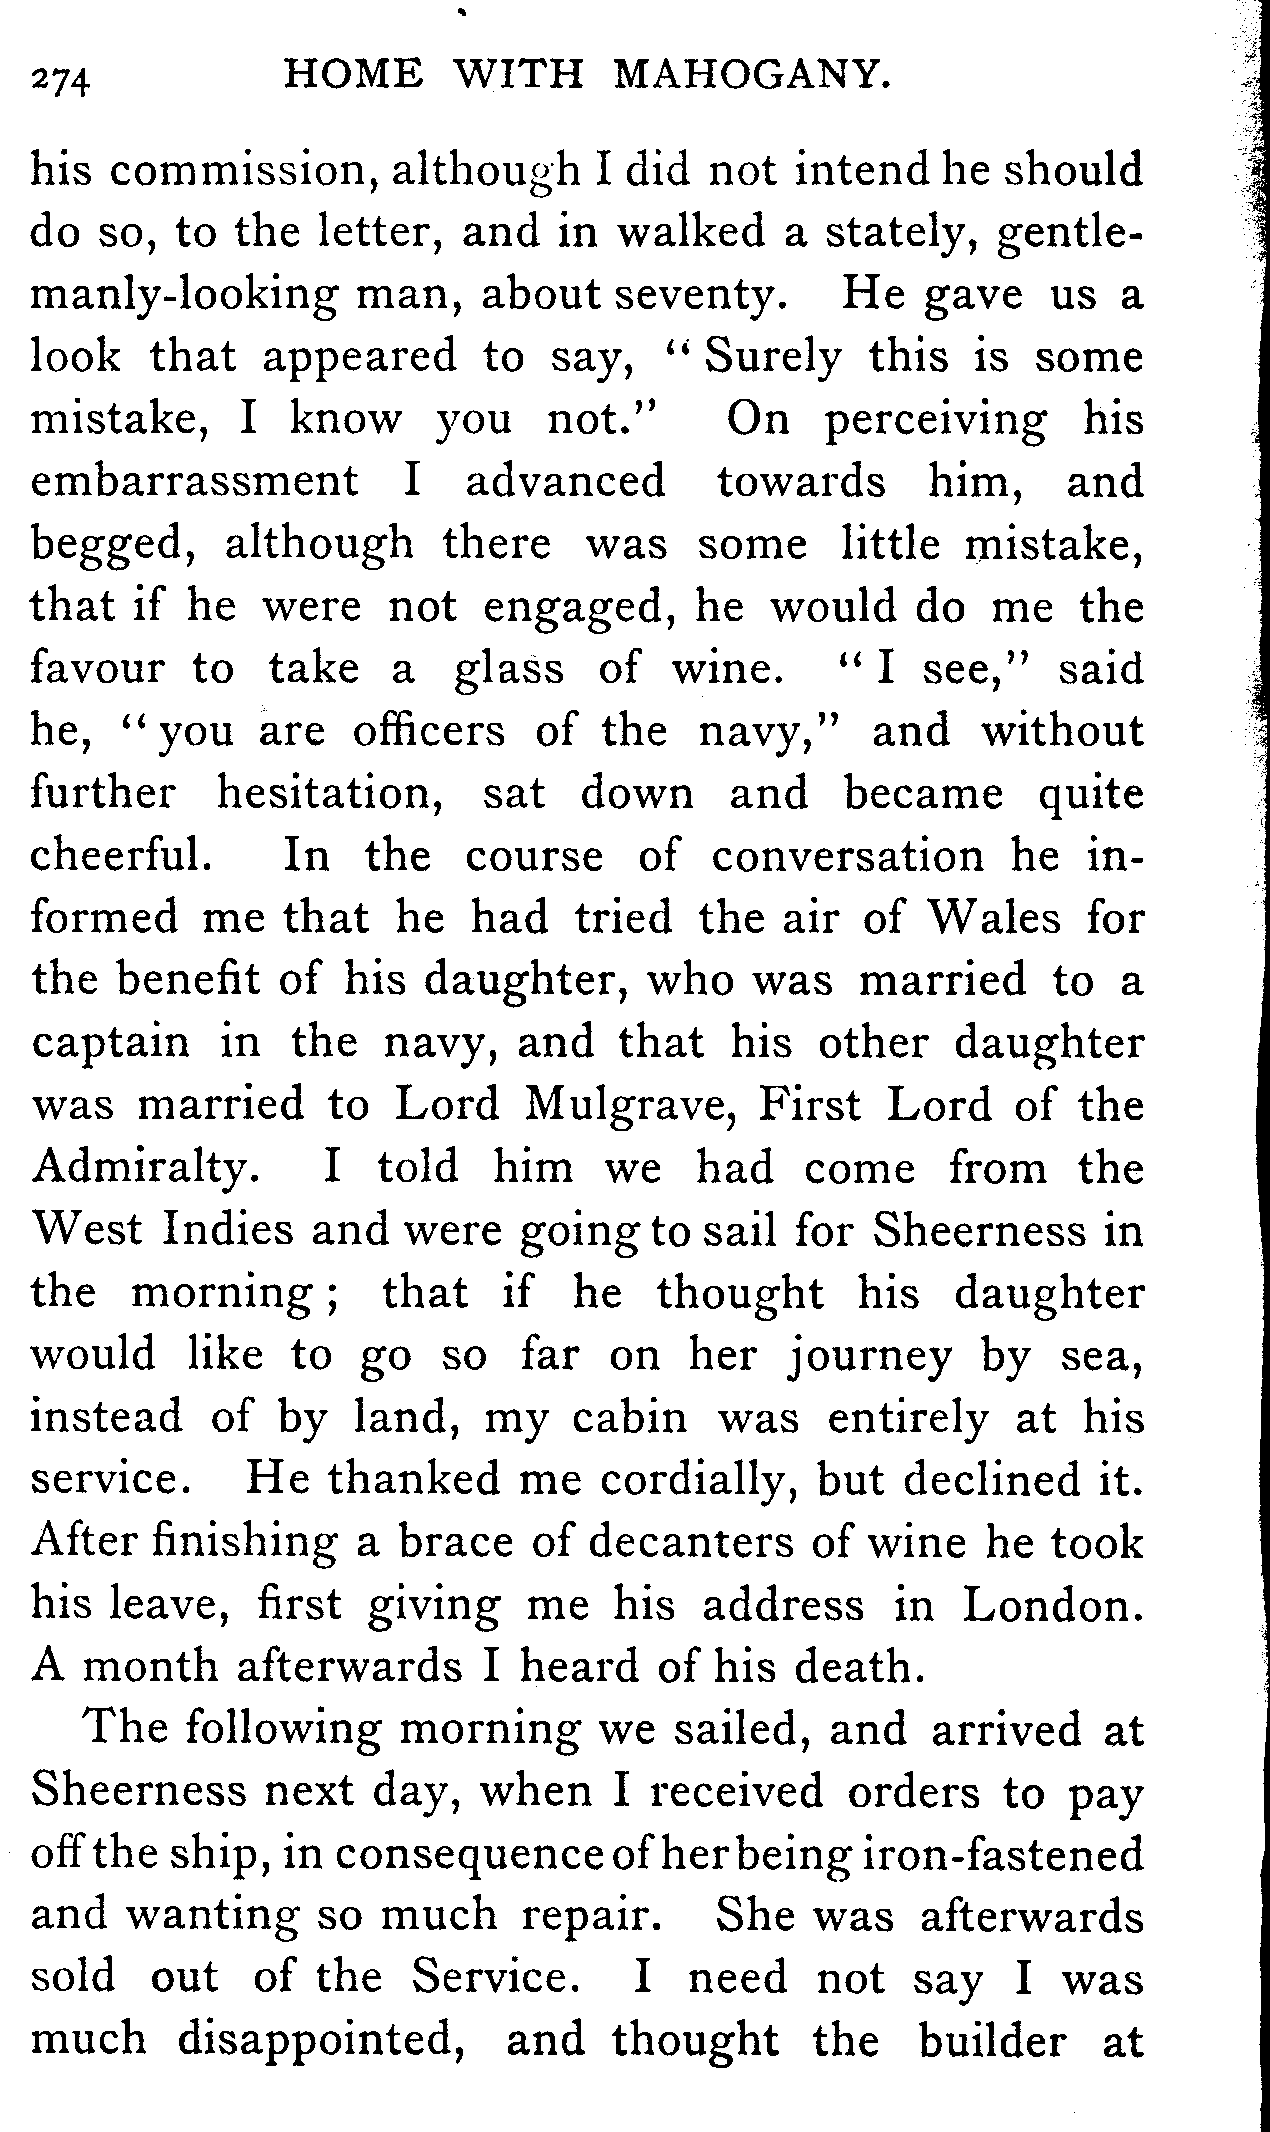 274 HOME WITH MAHOGANY.
his commission, although I did not intend he should
do so, to the letter, and in walked a stately, gentle-
manly-looking man, about seventy. He gave us a
look that appeared to say, “ Surely this is some
mistake, I know you not.” On perceiving his
embarrassment I advanced towards him, and
begged, although there was some little mistake,
that if he were not engaged, he would do me the
favour to take a glass of wine. “ I see,” said
he, “ you are officers of the navy,” and without
further hesitation, sat down and became quite
cheerful. In the course of conversation he in-
formed me that he had tried the air of Wales for
the benefit of his daughter, who was married to a
captain in the navy, and that his other daughter
was married to Lord Mulgrave, First Lord of the
Admiralty. I told him we had come from the
West Indies and were going to sail for Sheerness in
the morning ; that if he thought his daughter
would like to go so far on her journey by sea,
instead of by land, my cabin was entirely at his
service. He thanked me cordially, but declined it.
After finishing a brace of decanters of wine he took
his leave, first giving me his address in London.
A month afterwards I heard of his death.
The following morning we sailed, and arrived at
Sheerness next day, when I received orders to pay
off the ship, in consequence of her being iron-fastened
and wanting so much repair. She was afterwards
sold out of the Service. I need not say I was
much disappointed, and thought the builder at